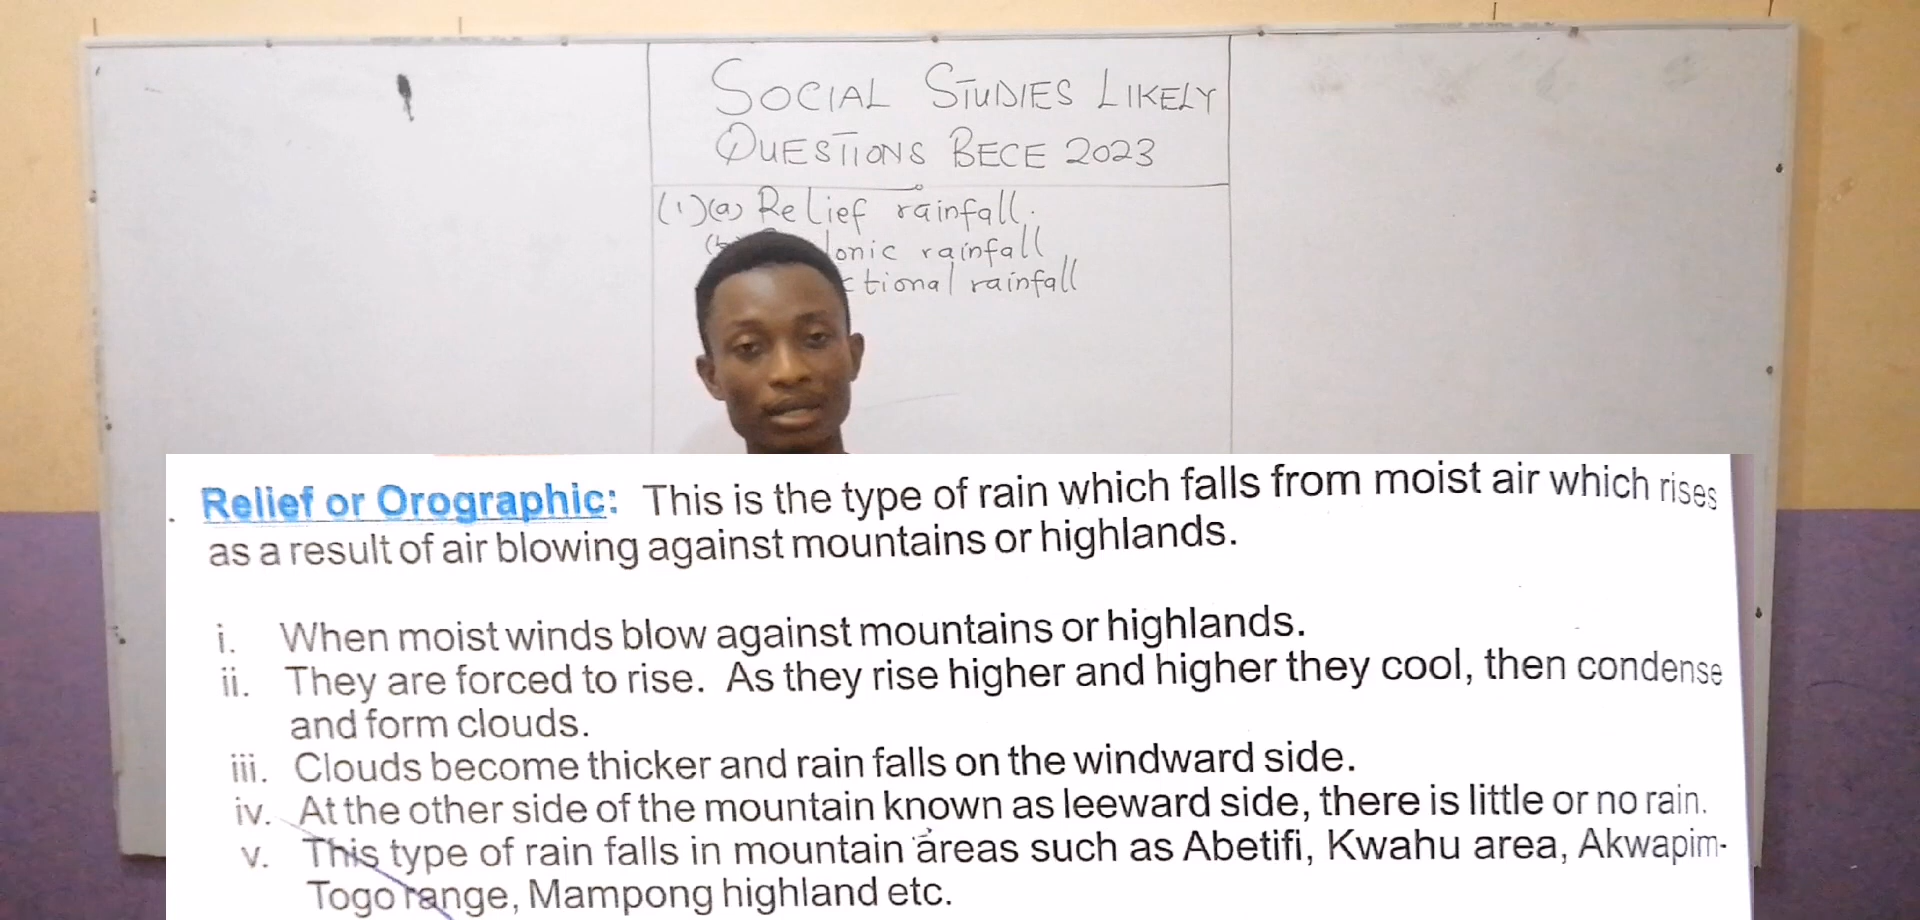 SOCIAL STUDIES LIKELY
QUESTIONS BECE 2023
(1)(a) Relief rainfall.
rainfall
rainfall
Relief or Orographic: This is the type of rain which falls from moist air which rises
as a result of air blowing against mountains or highlands.
i. When moist winds blow against mountains or highlands.
ii. They are forced to rise. As they rise higher and higher they cool, then condense
and form clouds.
iii. Clouds become thicker and rain falls on the windward side.
iv. At the other side of the mountain known as leeward side, there is little or no rain.
v. This type of rain falls in mountain areas such as Abetifi, Kwahu area, Akwapim-
Togo range, Mampong highland etc.